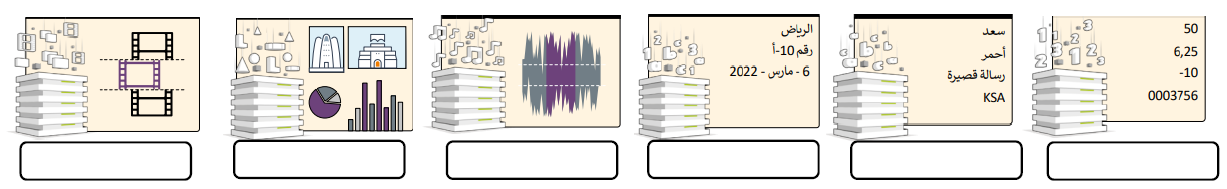 50
6,25
-10
0003756
سعد
أحمر
رسالة قصيرة
KSA
الرياض
رقم 10-أ
6 - مارس - 2022